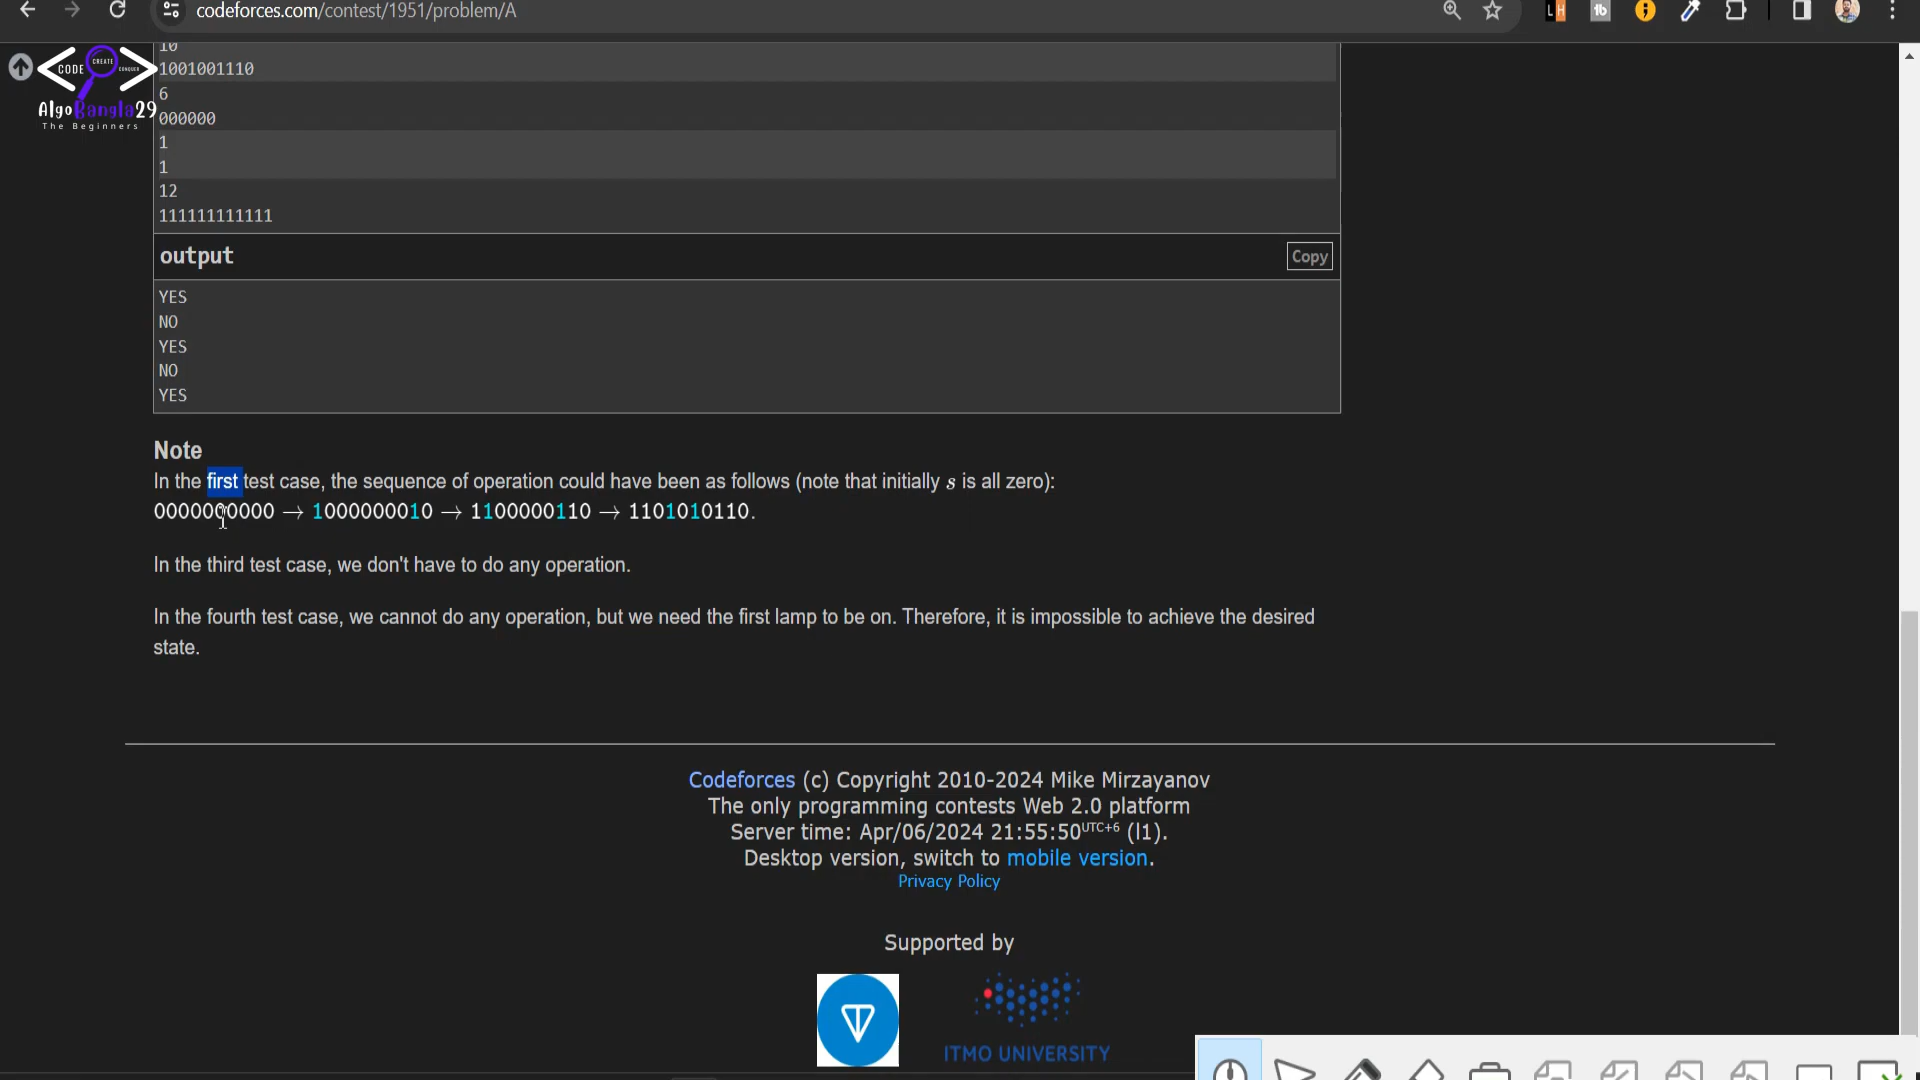 codeforces.com/contest/1951/problem/A
LH
tb
CODE
CREATE
CONQUER
AlgoBangla29
The Beginners
10
1001001110
6
000000
1
1
12
111111111111
output
Copy
YES
NO
YES
NO
YES
Note
In the first test case, the sequence of operation could have been as follows (note that initially s is all zero):
0000000000 → 1000000010 → 1100000110 → 1101010110.
In the third test case, we don't have to do any operation.
In the fourth test case, we cannot do any operation, but we need the first lamp to be on. Therefore, it is impossible to achieve the desired
state.
Codeforces (c) Copyright 2010-2024 Mike Mirzayanov
The only programming contests Web 2.0 platform
Server time: Apr/06/2024 21:55:50UTC+6 (l1).
Desktop version, switch to mobile version.
Privacy Policy
Supported by
ITMO UNIVERSITY